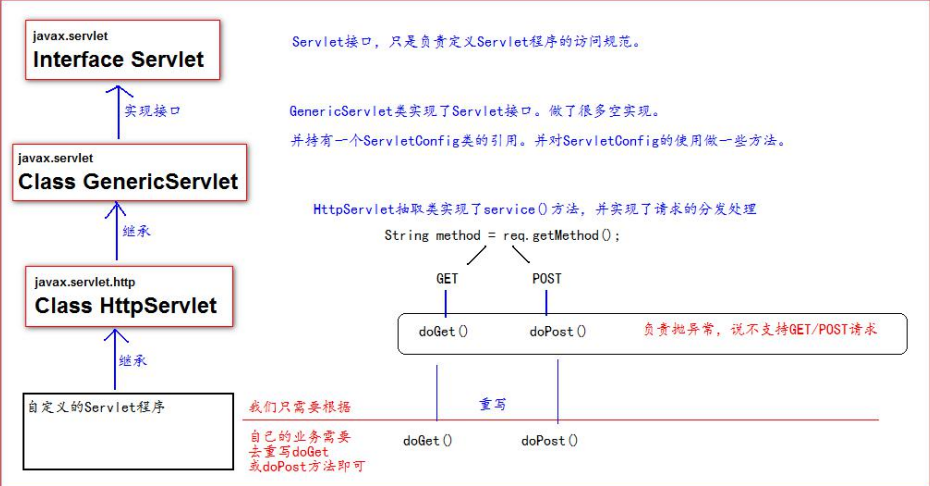 javax.servlet
Interface Servlet
Servlet接口，只是负责定义Servlet程序的访问规范。
实现接口
GenericServlet类实现了Servlet接口。做了很多空实现。
并持有一个ServletConfig类的引用。并对ServletConfig的使用做一些方法。
javax.servlet
Class GenericServlet
HttpServlet抽取类实现了service()方法，并实现了请求的分发处理
继承
String method = req.getMethod();
GET
POST
javax.servlet.http
Class HttpServlet
doGet()
doPost()
负责抛异常，说不支持GET/POST请求
继承
重写
自定义的Servlet程序
我们只需要根据
自己的业务需要
去重写doGet
或doPost方法即可
doGet()
doPost()